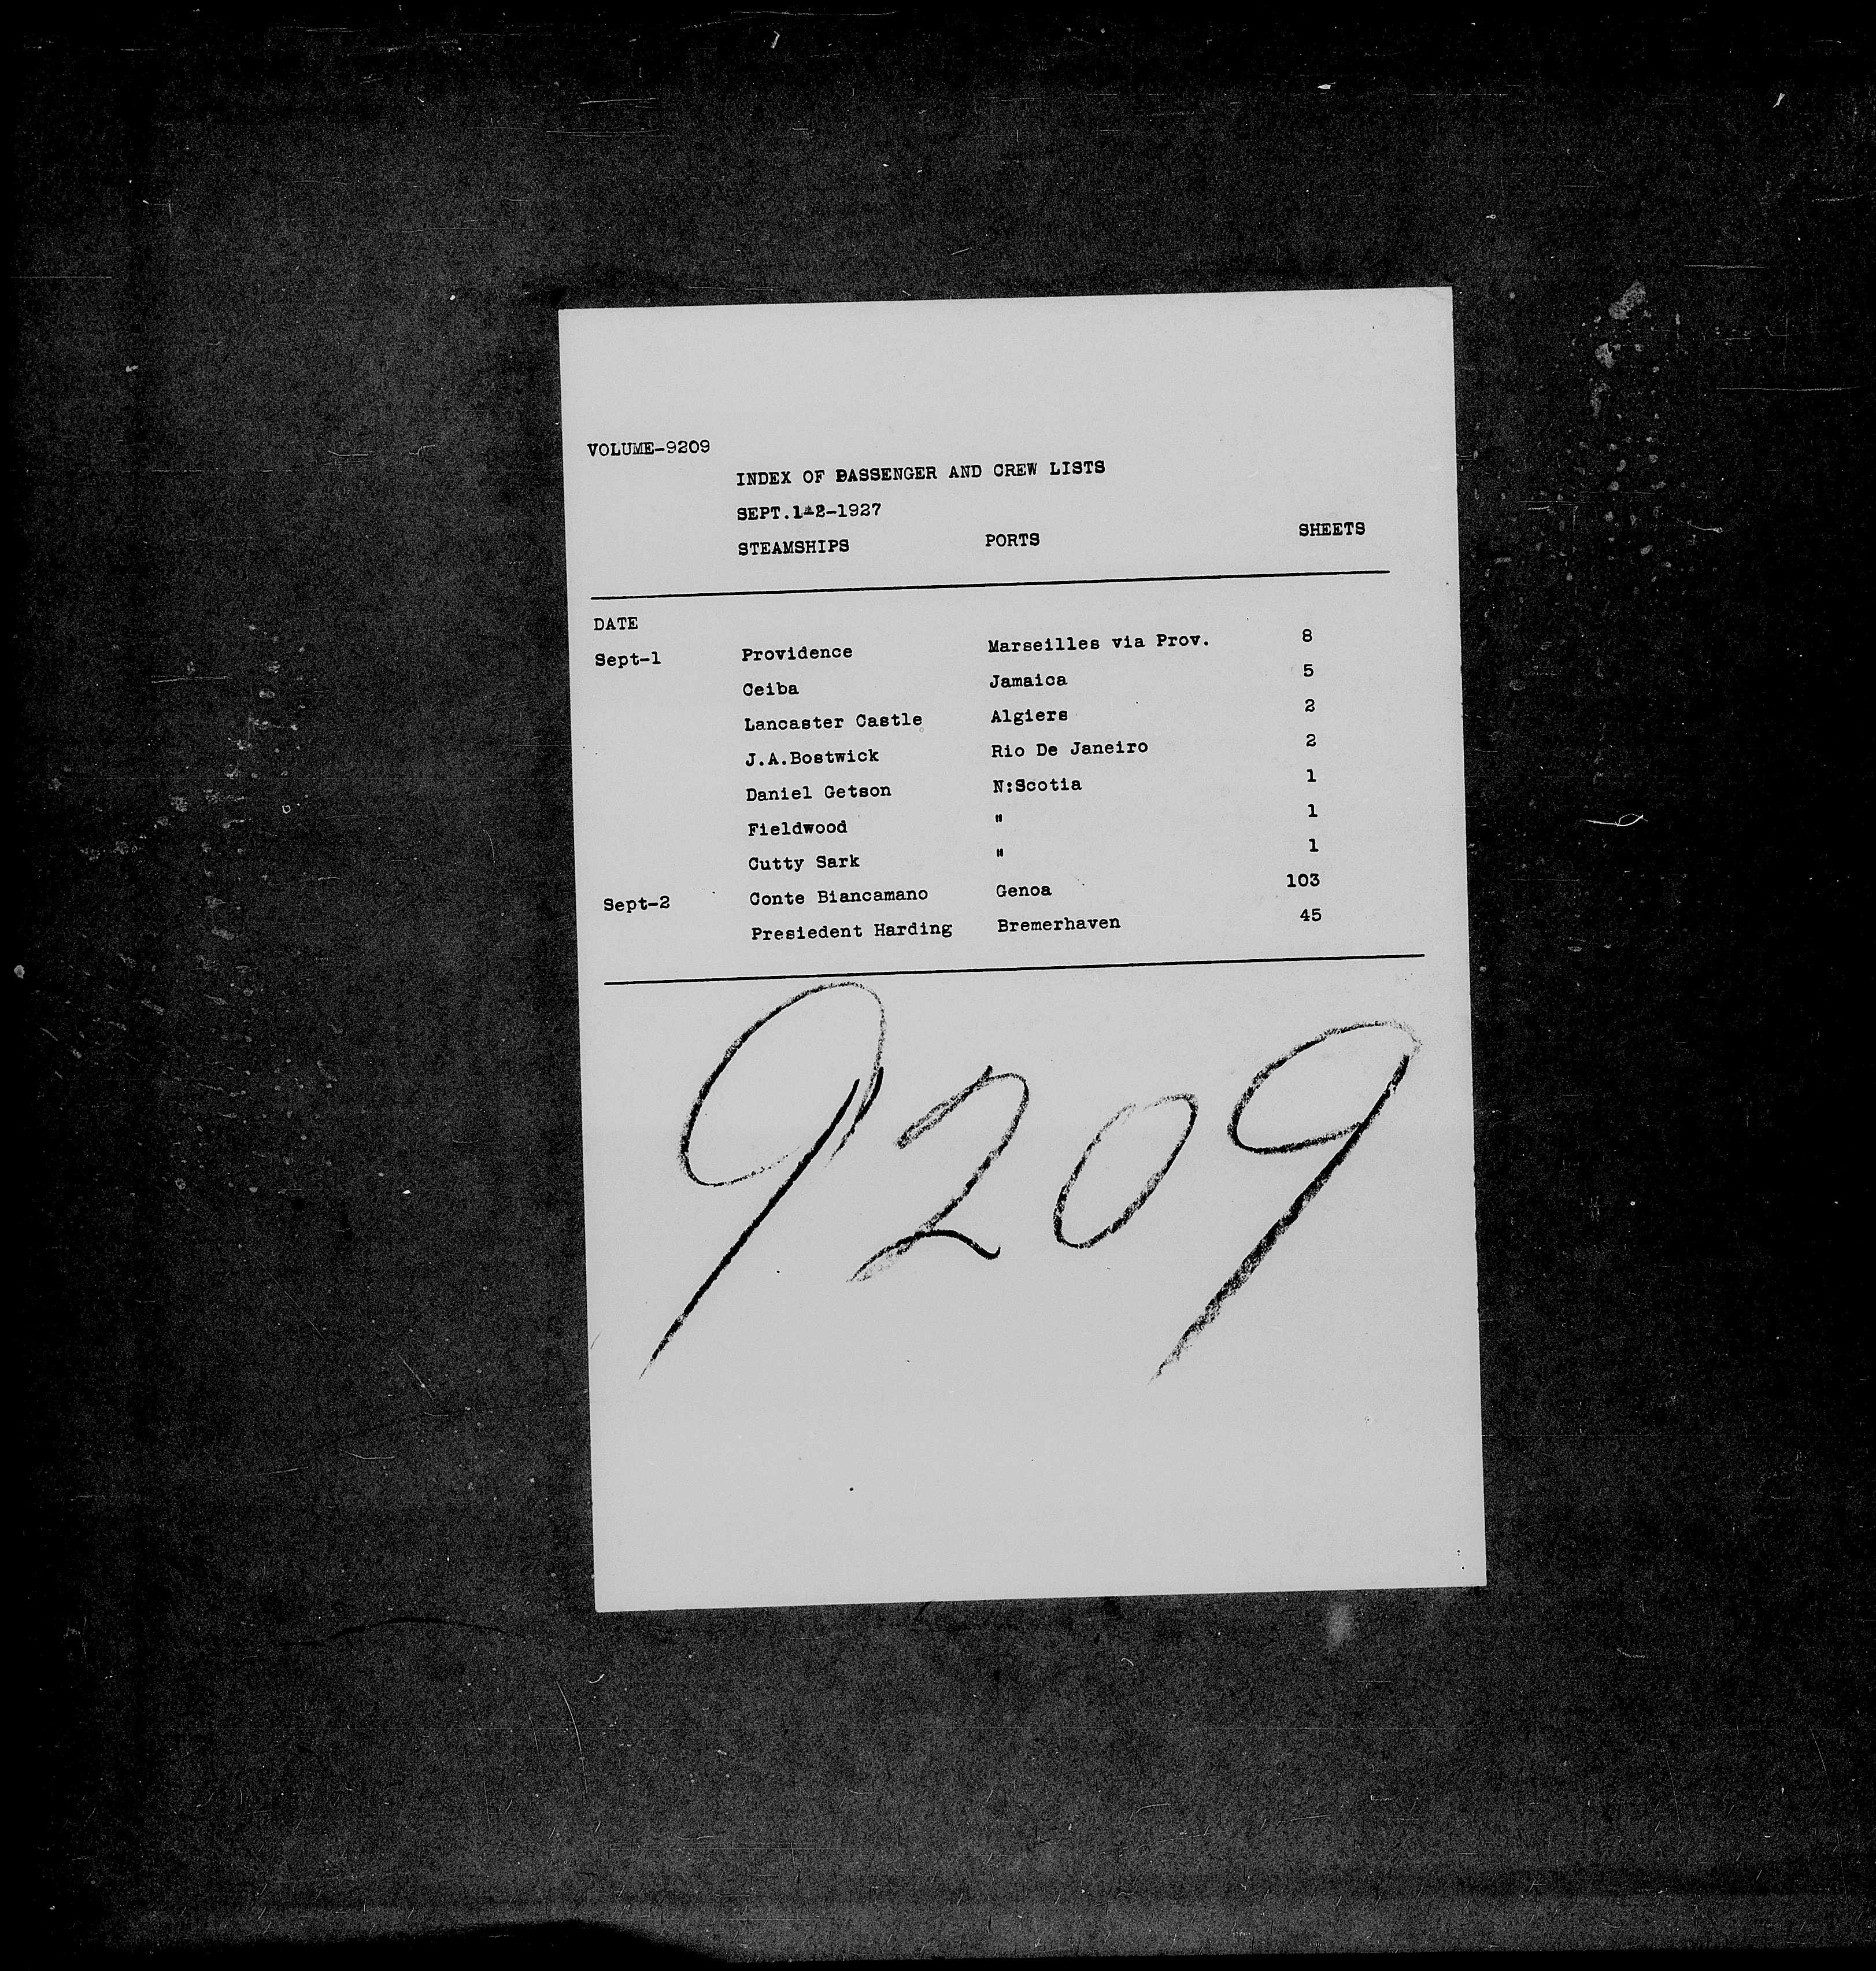 VOLUME-9209
INDEX OF PASSENGER AND CREW LISTS
SEPT.1-2-1927
STEAMSHIPS PORTS SHEETS
DATE
Sept-1 Providence Marseilles via Prov. 8
Ceiba Jamaica 5
Lancaster Castle Algiers 2
J.A.Bostwick Rio De Janeiro 2
Daniel Getson N:Scotia 1
Fieldwood " 1
Cutty Sark " 1
Sept-2 Conte Biancamano Genoa 103
Presiedent Harding Bremerhaven 45
9209